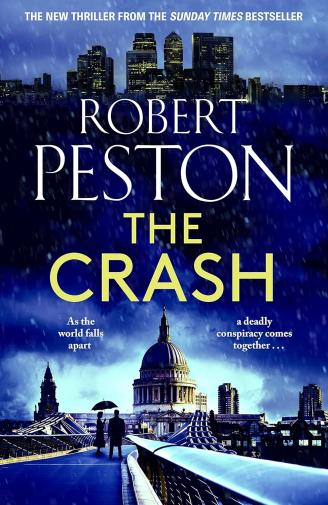 THE NEW THRILLER FROM THE SUNDAY TIMES BESTSELLER
ROBERT
PESTON
THE
CRASH
As the
world falls
apart
a deadly
conspiracy comes
together . . .